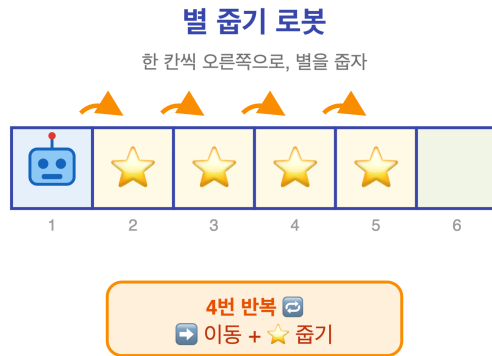 별 줍기 로봇
한 칸씩 오른쪽으로, 별을 줍자
1 2 3 4 5 6
4번 반복 🔁
➡️ 이동 + ⭐ 줍기